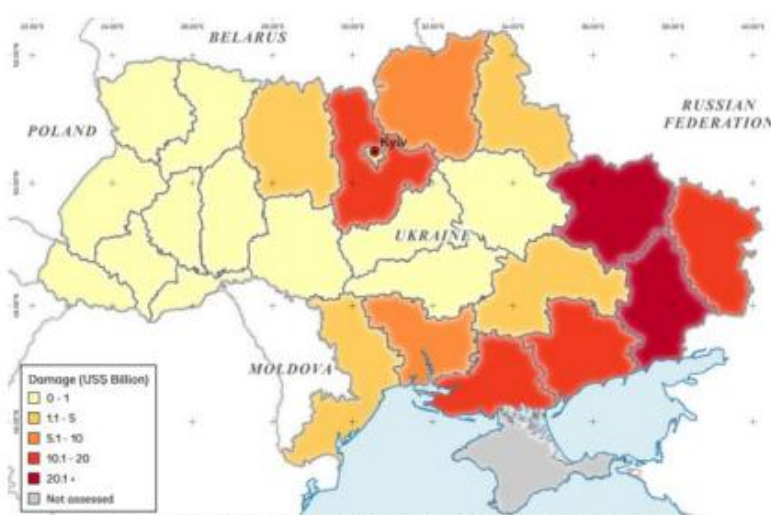 BELARUS
POLAND
RUSSIAN
FEDERATION
Kyiv
UKRAINE
MOLDOVA
Damage (US$ Billion)
0 - 1
1.1 - 5
5.1 - 10
10.1 - 20
20.1 +
Not assessed